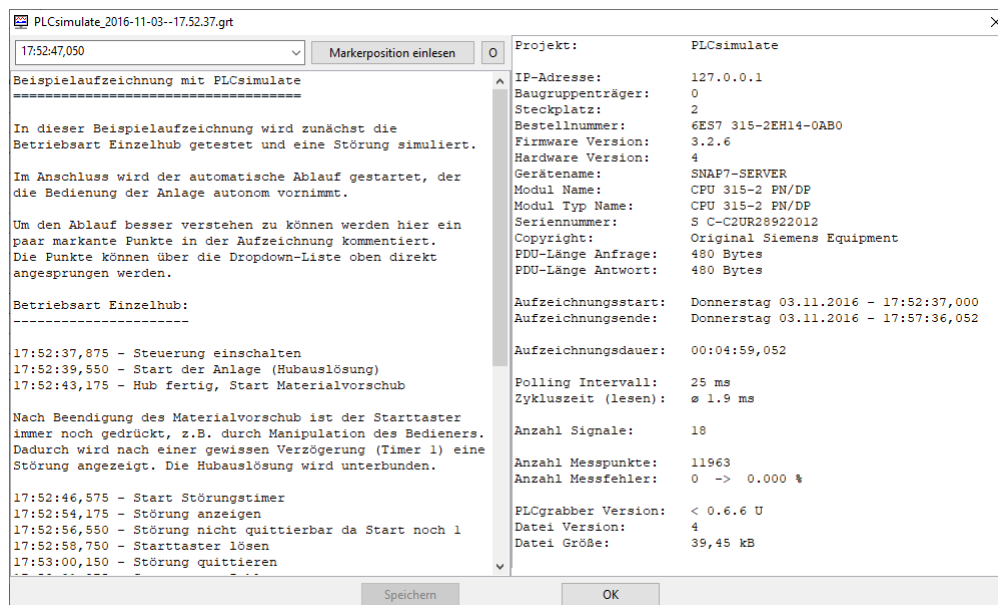 PLCsimulate_2016-11-03--17.52.37.grt
17:52:47,050
Markerposition einlesen
O
Beispielaufzeichnung mit PLCsimulate
====================================
In dieser Beispielaufzeichnung wird zunächst die
Betriebsart Einzelhub getestet und eine Störung simuliert.
Im Anschluss wird der automatische Ablauf gestartet, der
die Bedienung der Anlage autonom vornimmt.
Um den Ablauf besser verstehen zu können werden hier ein
paar markante Punkte in der Aufzeichnung kommentiert.
Die Punkte können über die Dropdown-Liste oben direkt
angesprungen werden.
Betriebsart Einzelhub:
----------------------
17:52:37,875 - Steuerung einschalten
17:52:39,550 - Start der Anlage (Hubauslösung)
17:52:43,175 - Hub fertig, Start Materialvorschub
Nach Beendigung des Materialvorschub ist der Starttaster
immer noch gedrückt, z.B. durch Manipulation des Bedieners.
Dadurch wird nach einer gewissen Verzögerung (Timer 1) eine
Störung angezeigt. Die Hubauslösung wird unterbunden.
17:52:46,575 - Start Störungstimer
17:52:54,175 - Störung anzeigen
17:52:56,550 - Störung nicht quittierbar da Start noch 1
17:52:58,750 - Starttaster lösen
17:53:00,150 - Störung quittieren
Projekt: PLCsimulate
IP-Adresse: 127.0.0.1
Baugruppenträger: 0
Steckplatz: 2
Bestellnummer: 6ES7 315-2EH14-0AB0
Firmware Version: 3.2.6
Hardware Version: 4
Gerätename: SNAP7-SERVER
Modul Name: CPU 315-2 PN/DP
Modul Typ Name: CPU 315-2 PN/DP
Seriennummer: S C-C2UR28922012
Copyright: Original Siemens Equipment
PDU-Länge Anfrage: 480 Bytes
PDU-Länge Antwort: 480 Bytes
Aufzeichnungsstart: Donnerstag 03.11.2016 - 17:52:37,000
Aufzeichnungsende: Donnerstag 03.11.2016 - 17:57:36,052
Aufzeichnungsdauer: 00:04:59,052
Polling Intervall: 25 ms
Zykluszeit (lesen): ø 1.9 ms
Anzahl Signale: 18
Anzahl Messpunkte: 11963
Anzahl Messfehler: 0 -> 0.000 %
PLCgrabber Version: < 0.6.6 U
Datei Version: 4
Datei Größe: 39,45 kB
Speichern
OK